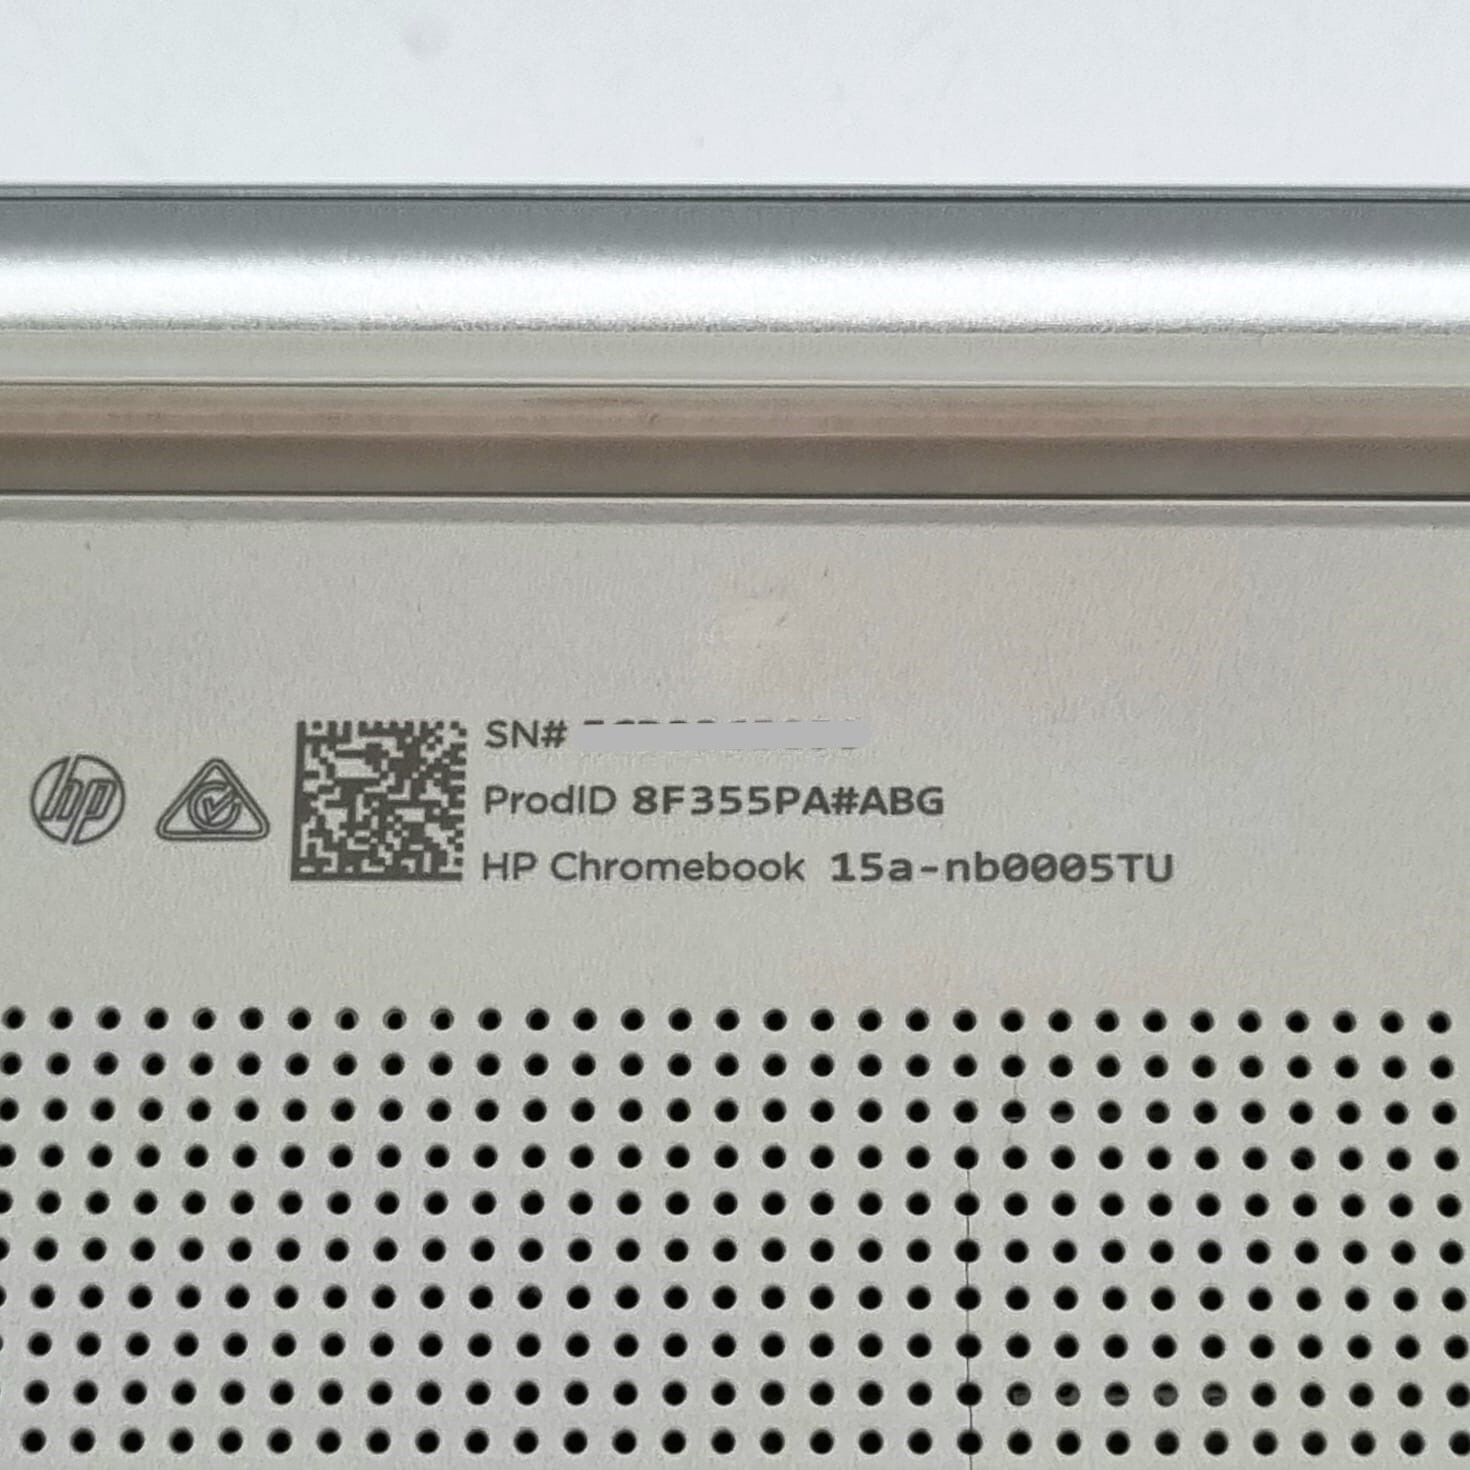 hp
SN#
ProdID 8F355PA#ABG
HP Chromebook 15a-nb0005TU